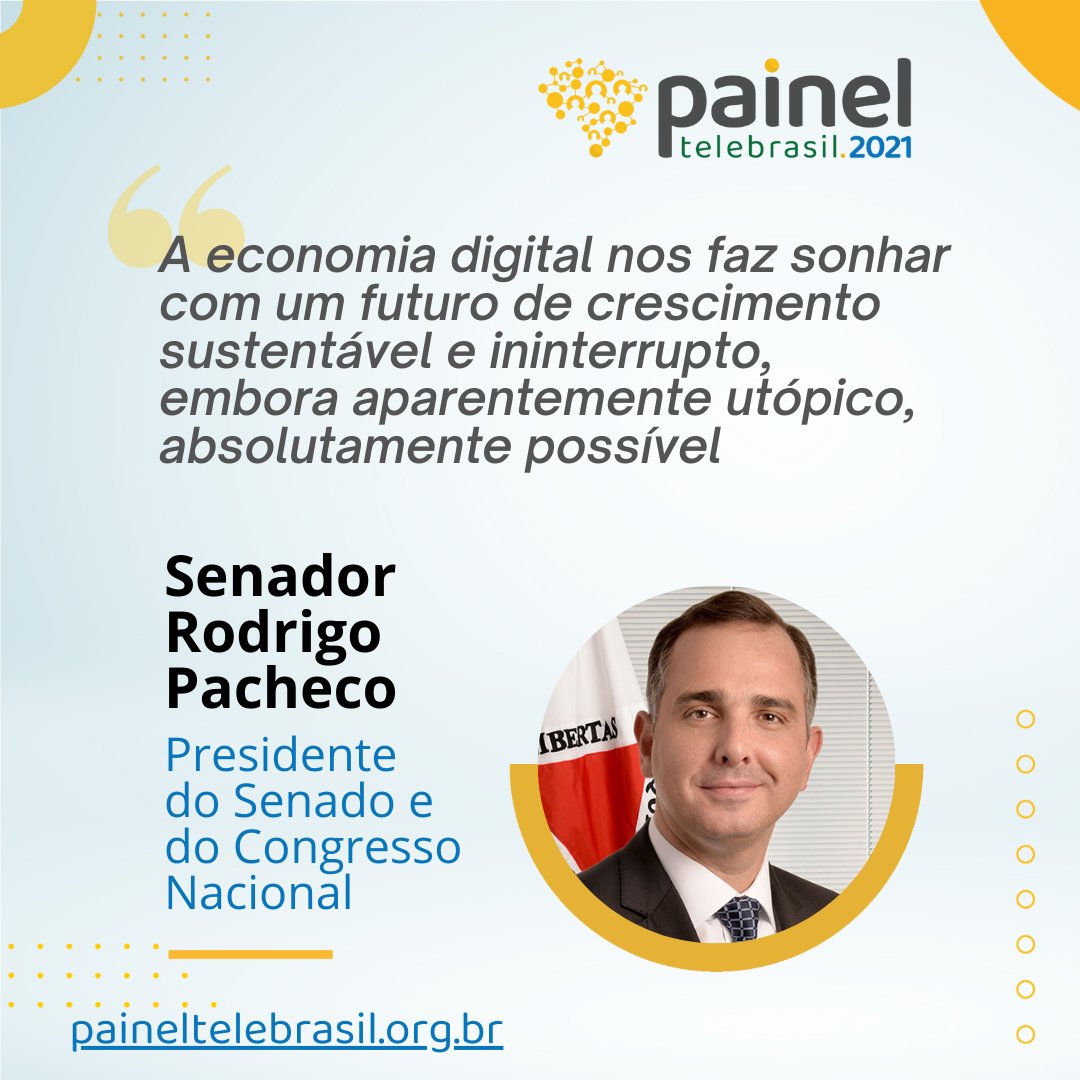 painel
telebrasil.2021
“
A economia digital nos faz sonhar
com um futuro de crescimento
sustentável e ininterrupto,
embora aparentemente utópico,
absolutamente possível
Senador
Rodrigo
Pacheco
Presidente
do Senado e
do Congresso
Nacional
IBERTAS
paineltelebrasil.org.br